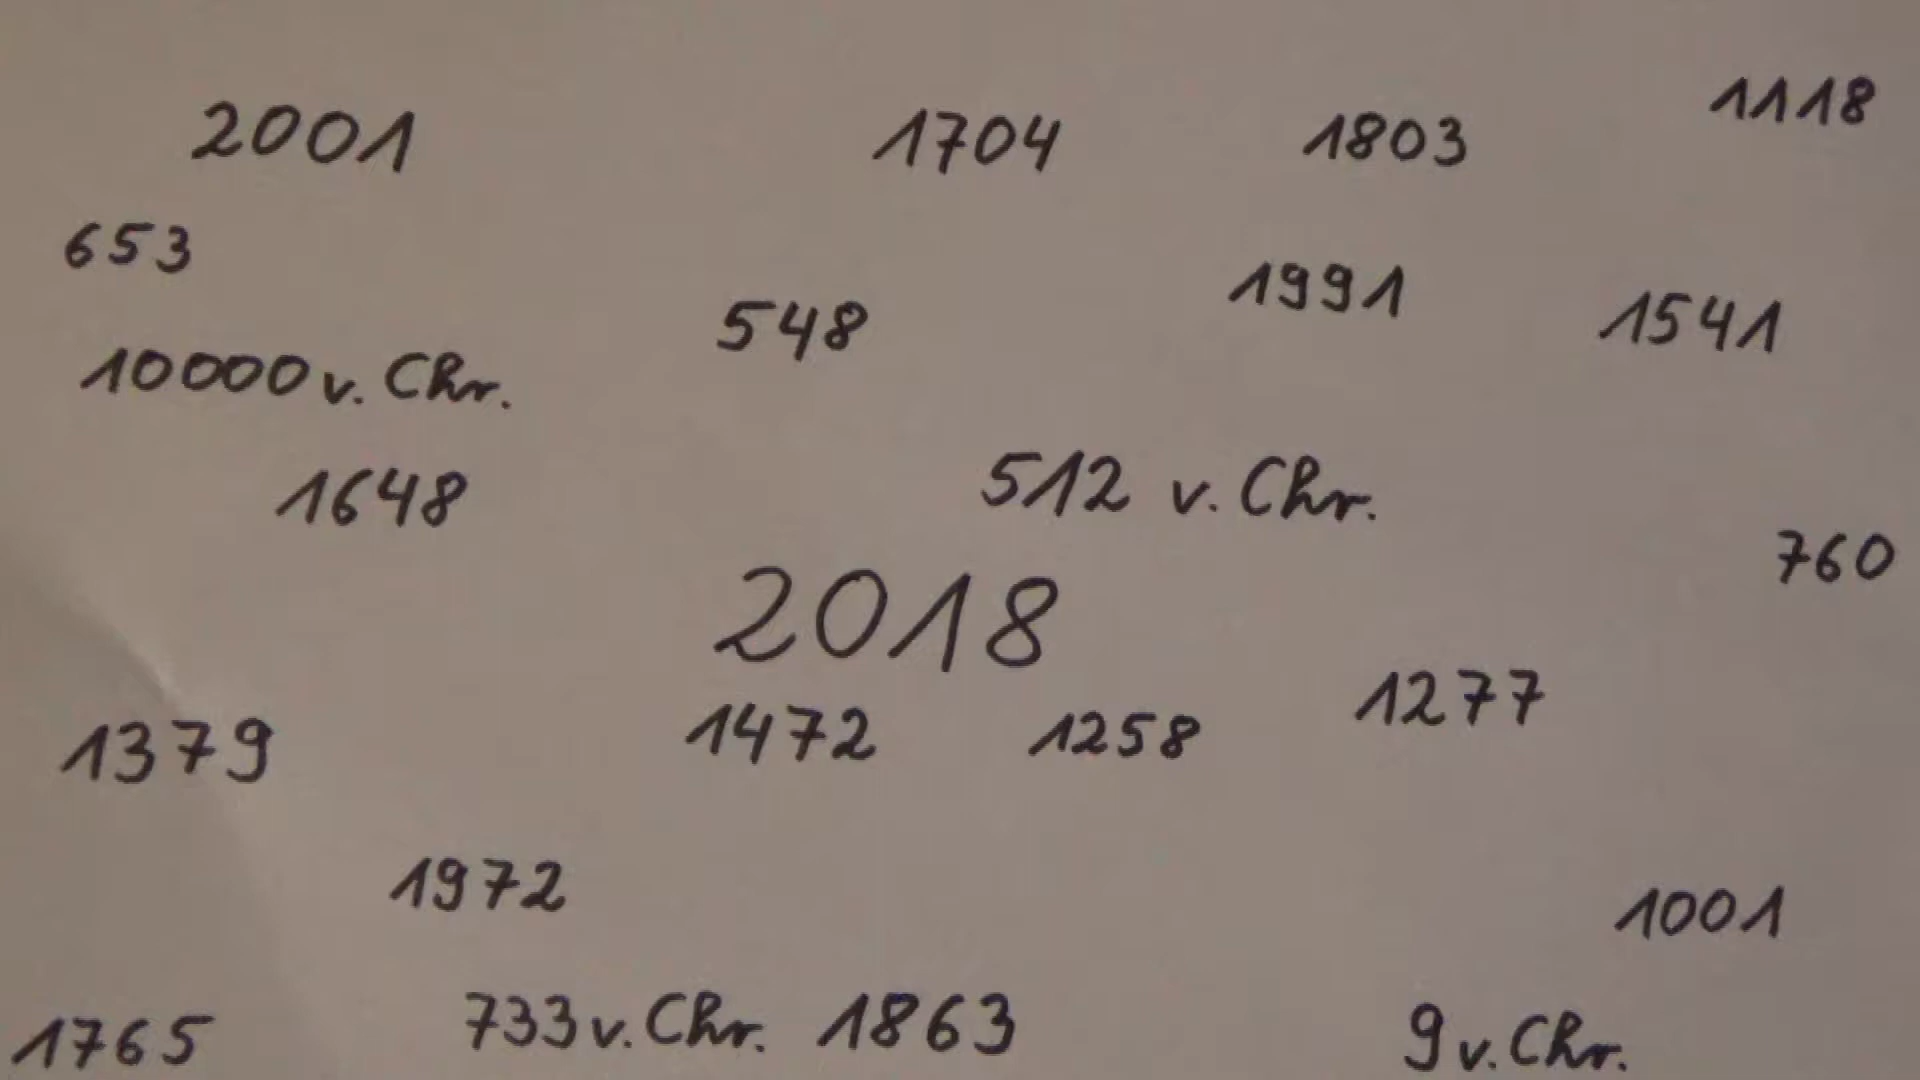 2001 1704 1803 1118
653
548 1991 1541
10000 v. Chr.
1648 512 v. Chr.
760
2018
1379 1472 1258 1277
1972 1001
1765 733 v. Chr. 1863 9 v. Chr.